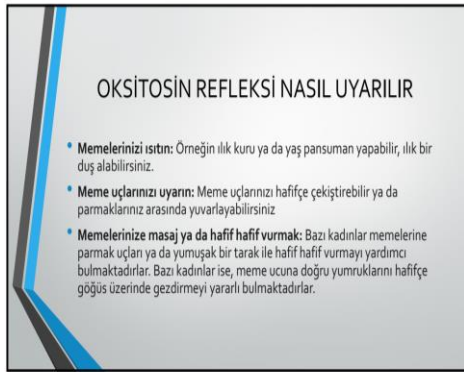 OKSİTOSİN REFLEKSİ NASIL UYARILIR
• Memelerinizi ısıtın: Örneğin ılık kuru ya da yaş pansuman yapabilir, ılık bir
duş alabilirsiniz.
• Meme uçlarınızı uyarın: Meme uçlarınızı hafifçe çekiştirebilir ya da
parmaklarınız arasında yuvarlayabilirsiniz
• Memelerinize masaj ya da hafif hafif vurmak: Bazı kadınlar memelerine
parmak uçları ya da yumuşak bir tarak ile hafif hafif vurmayı yardımcı
bulmaktadırlar. Bazı kadınlar ise, meme ucuna doğru yumruklarını hafifçe
göğüs üzerinde gezdirmeyi yararlı bulmaktadırlar.